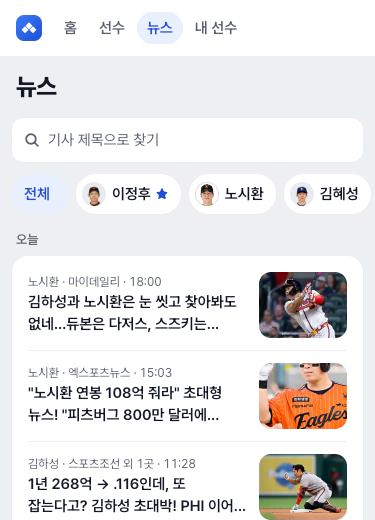 홈 선수 뉴스 내 선수
뉴스
기사 제목으로 찾기
전체 이정후 노시환 김혜성
오늘
노시환 · 마이데일리 · 18:00
김하성과 노시환은 눈 씻고 찾아봐도
없네...듀본은 다저스, 스즈키는...
노시환 · 엑스포츠뉴스 · 15:03
"노시환 연봉 108억 줘라" 초대형
뉴스! "피츠버그 800만 달러에...
Eagles
김하성 · 스포츠조선 외 1곳 · 11:28
1년 268억 → .116인데, 또
잡는다고? 김하성 초대박! PHI 이어...